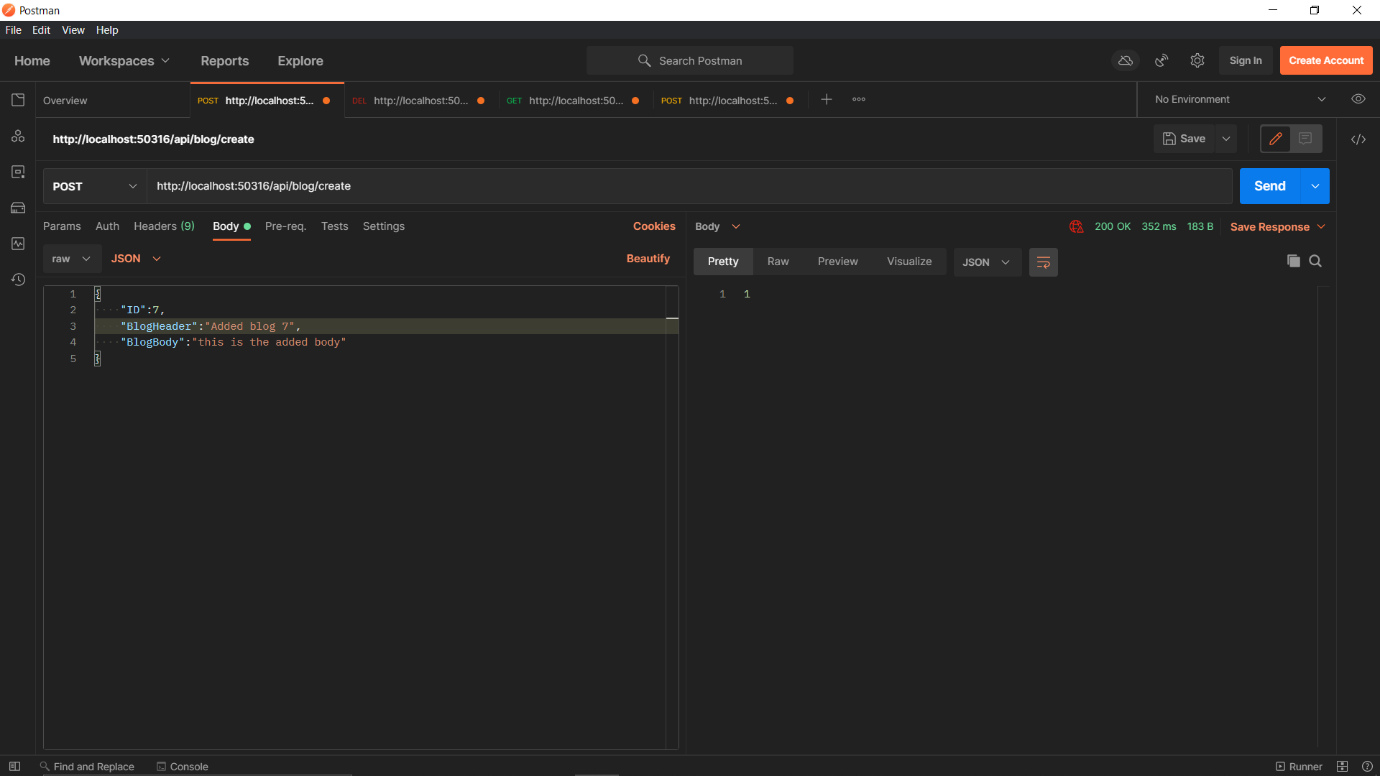 Postman
File Edit View Help
Home Workspaces Reports Explore Search Postman Sign In Create Account
Overview POST http://localhost:5... DEL http://localhost:50... GET http://localhost:50... POST http://localhost:5... No Environment
http://localhost:50316/api/blog/create Save
POST http://localhost:50316/api/blog/create Send
Params Auth Headers (9) Body Pre-req. Tests Settings Cookies Body 200 OK 352 ms 183 B Save Response
raw JSON Beautify Pretty Raw Preview Visualize JSON
1 {
2 "ID":7,
3 "BlogHeader":"Added blog 7",
4 "BlogBody":"this is the added body"
5 }
1 1
Find and Replace Console Runner